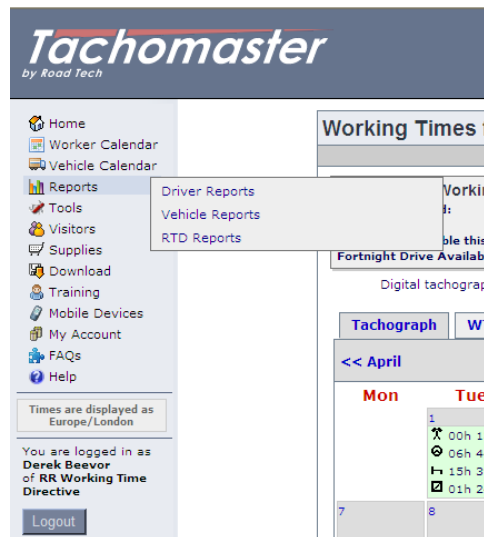 Tachomaster
by Road Tech
Home
Worker Calendar
Vehicle Calendar
Reports
Tools
Visitors
Supplies
Download
Training
Mobile Devices
My Account
FAQs
Help
Times are displayed as
Europe/London
You are logged in as
Derek Beevor
of RR Working Time
Directive
Logout
Driver Reports
Vehicle Reports
RTD Reports
Working Times
Fortnight Drive Availab
Digital tachograp
Tachograph
W
<< April
Mon
Tue
1
00h 1
06h 4
15h 3
01h 2
7
8